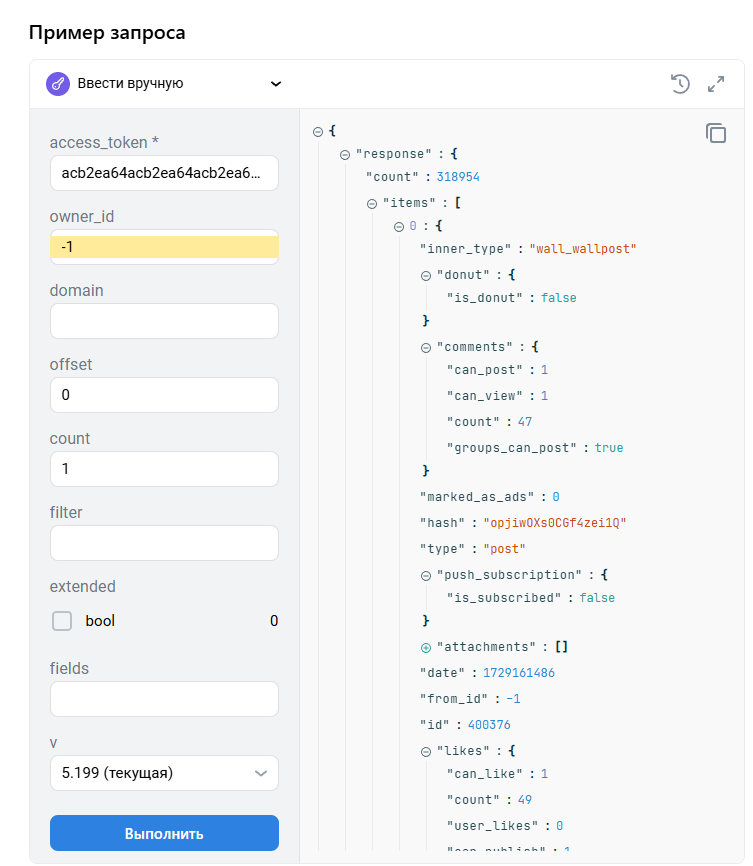 Пример запроса
Ввести вручную
access_token *
acb2ea64acb2ea64acb2ea6...
owner_id
-1
domain
offset
0
count
1
filter
extended
bool 0
fields
v
5.199 (текущая)
Выполнить
{
"response" : {
"count" : 318954
"items" : [
0 : {
"inner_type" : "wall_wallpost"
"donut" : {
"is_donut" : false
}
"comments" : {
"can_post" : 1
"can_view" : 1
"count" : 47
"groups_can_post" : true
}
"marked_as_ads" : 0
"hash" : "opjiwOXs0CGf4zei1Q"
"type" : "post"
"push_subscription" : {
"is_subscribed" : false
}
"attachments" : []
"date" : 1729161486
"from_id" : -1
"id" : 400376
"likes" : {
"can_like" : 1
"count" : 49
"user_likes" : 0
"can_publish" : 1